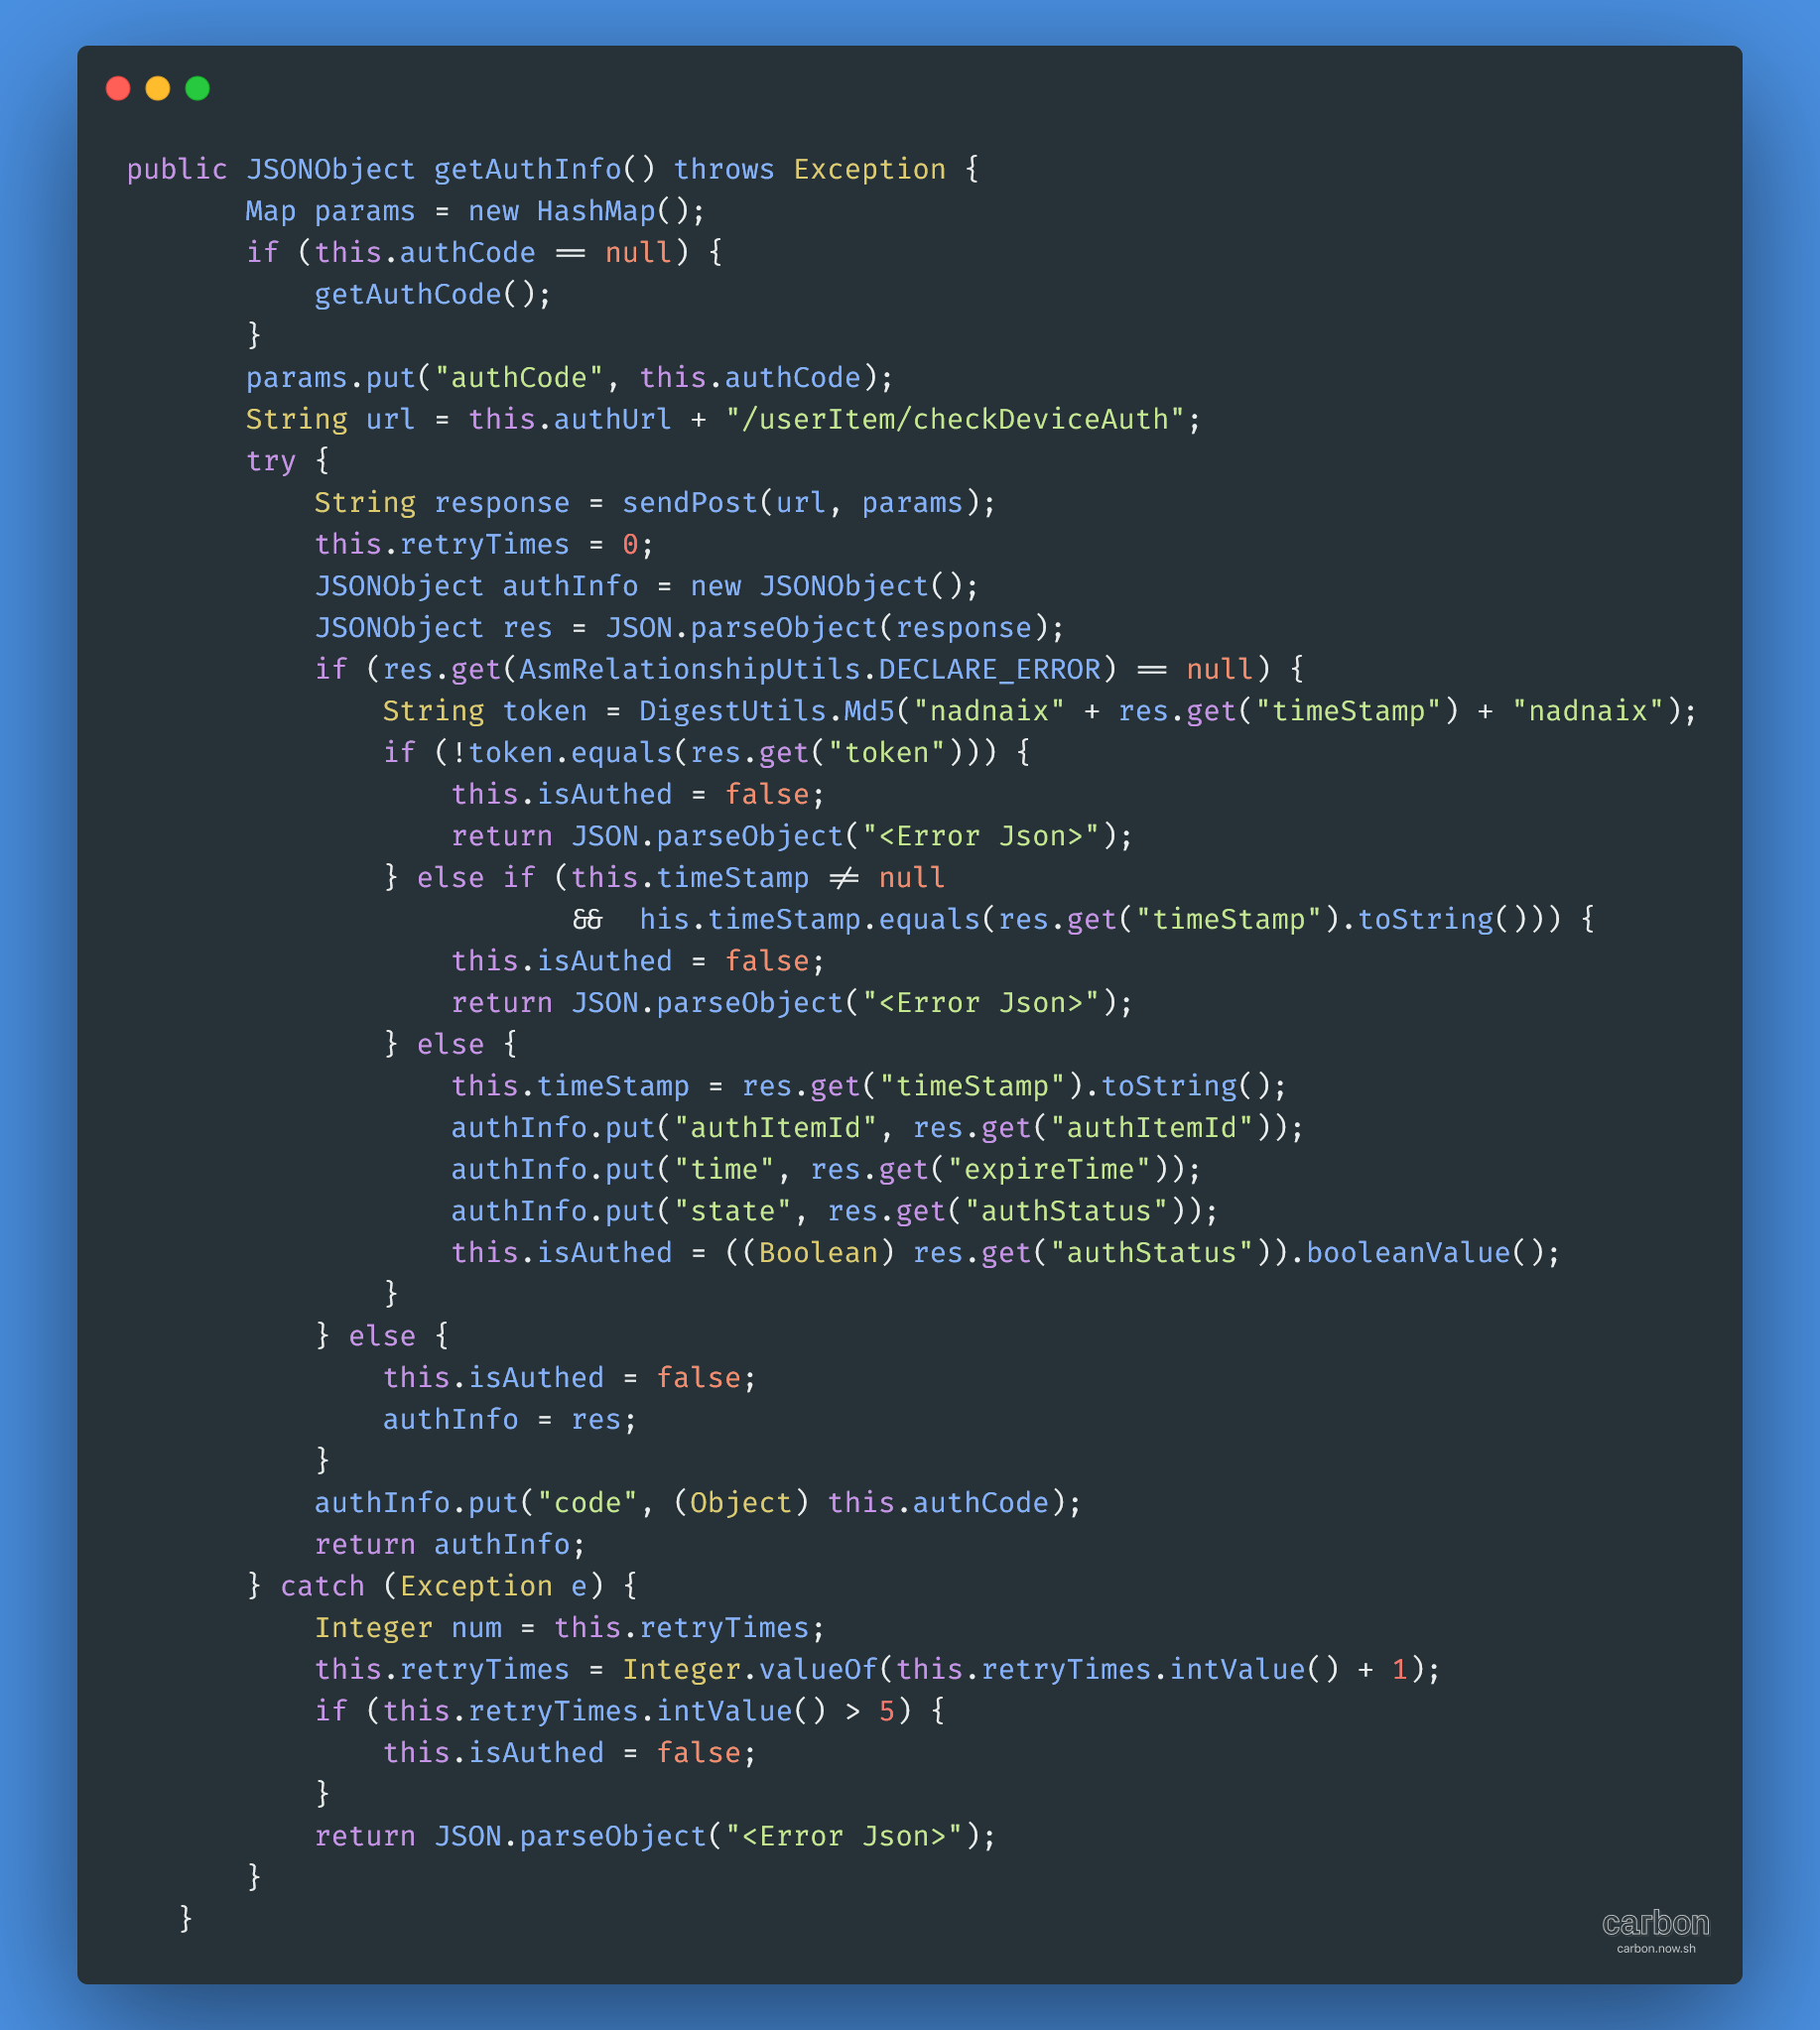 public JSONObject getAuthInfo() throws Exception {
       Map params = new HashMap();
       if (this.authCode == null) {
           getAuthCode();
       }
       params.put("authCode", this.authCode);
       String url = this.authUrl + "/userItem/checkDeviceAuth";
       try {
           String response = sendPost(url, params);
           this.retryTimes = 0;
           JSONObject authInfo = new JSONObject();
           JSONObject res = JSON.parseObject(response);
           if (res.get(AsmRelationshipUtils.DECLARE_ERROR) == null) {
               String token = DigestUtils.Md5("nadnaix" + res.get("timeStamp") + "nadnaix");
               if (!token.equals(res.get("token"))) {
                   this.isAuthed = false;
                   return JSON.parseObject("<Error Json>");
               } else if (this.timeStamp != null
                          &&  his.timeStamp.equals(res.get("timeStamp").toString())) {
                   this.isAuthed = false;
                   return JSON.parseObject("<Error Json>");
               } else {
                   this.timeStamp = res.get("timeStamp").toString();
                   authInfo.put("authItemId", res.get("authItemId"));
                   authInfo.put("time", res.get("expireTime"));
                   authInfo.put("state", res.get("authStatus"));
                   this.isAuthed = ((Boolean) res.get("authStatus")).booleanValue();
               }
           } else {
               this.isAuthed = false;
               authInfo = res;
           }
           authInfo.put("code", (Object) this.authCode);
           return authInfo;
       } catch (Exception e) {
           Integer num = this.retryTimes;
           this.retryTimes = Integer.valueOf(this.retryTimes.intValue() + 1);
           if (this.retryTimes.intValue() > 5) {
               this.isAuthed = false;
           }
           return JSON.parseObject("<Error Json>");
       }
   }
carbon
carbon.now.sh